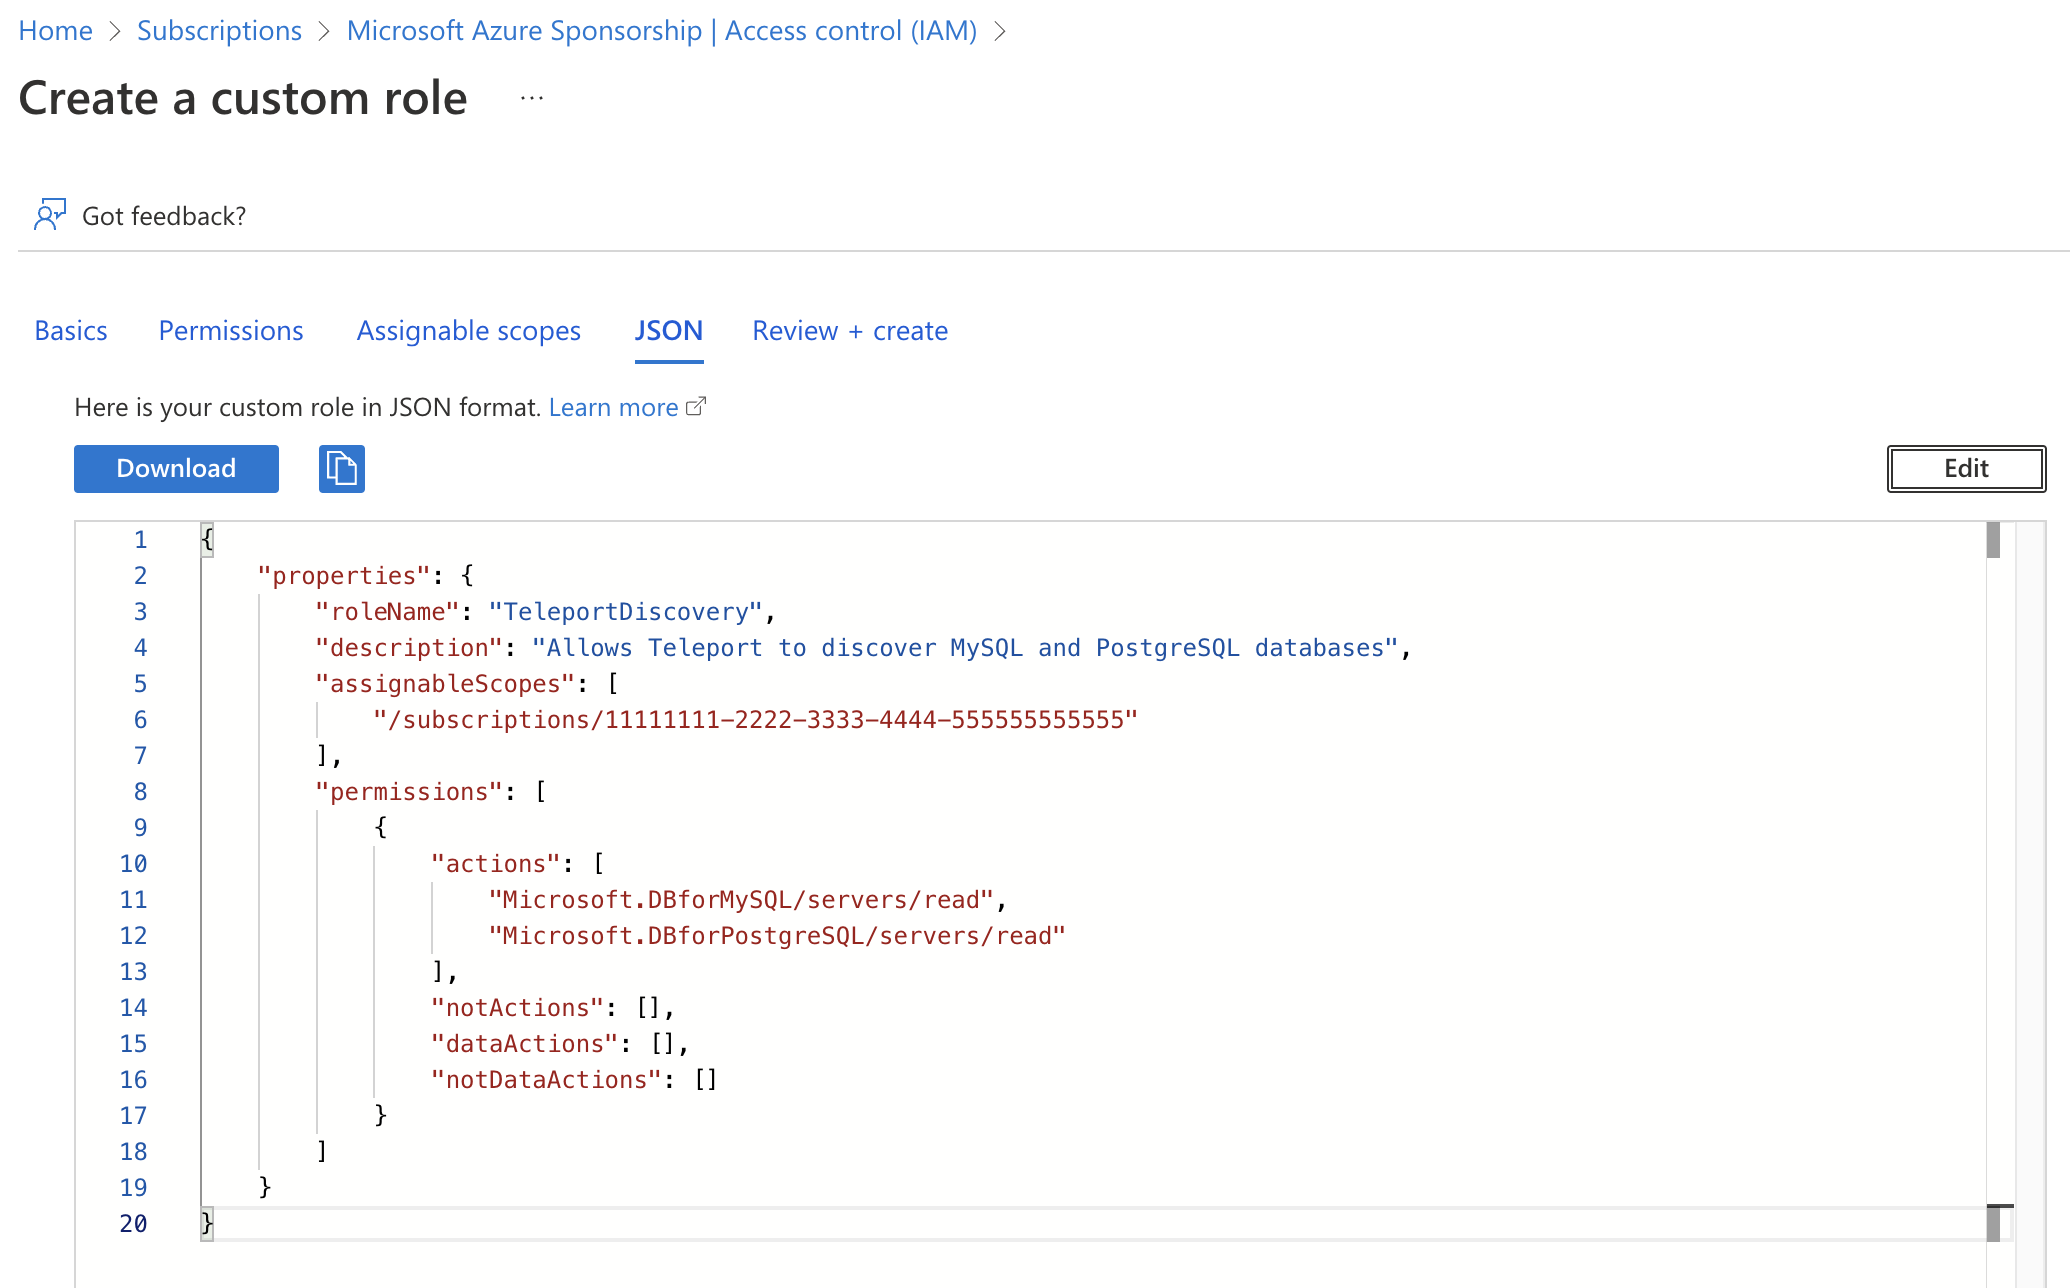 Home > Subscriptions > Microsoft Azure Sponsorship | Access control (IAM) >
Create a custom role ...
Got feedback?
Basics Permissions Assignable scopes JSON Review + create
Here is your custom role in JSON format. Learn more
Download Edit
1 {
2     "properties": {
3         "roleName": "TeleportDiscovery",
4         "description": "Allows Teleport to discover MySQL and PostgreSQL databases",
5         "assignableScopes": [
6             "/subscriptions/11111111-2222-3333-4444-555555555555"
7         ],
8         "permissions": [
9             {
10                 "actions": [
11                     "Microsoft.DBforMySQL/servers/read",
12                     "Microsoft.DBforPostgreSQL/servers/read"
13                 ],
14                 "notActions": [],
15                 "dataActions": [],
16                 "notDataActions": []
17             }
18         ]
19     }
20 }